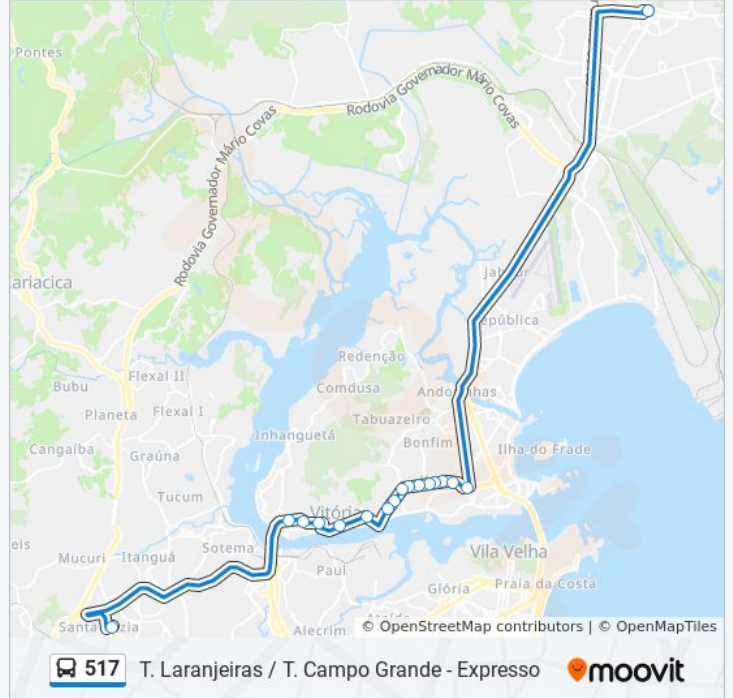 Pontes
Rodovia Governador Mário Covas
Rodovia Governador Mário Covas
ariacica
República
Redenção
Flexal II
Bubu
Comdusa
Planeta
Flexal I
Tabuazeiro
Inhanguetá
Bonfim
Cangaíba
Graúna
Ilha do Frade
Tucum
Vitória
eis
Mucuri
Itanguá
Sotema
Vila Velha
Paul
Glória
Praia da Costa
Alecrim
© OpenStreetMap contributors | © OpenMapTiles
517 T. Laranjeiras / T. Campo Grande - Expresso
moovit